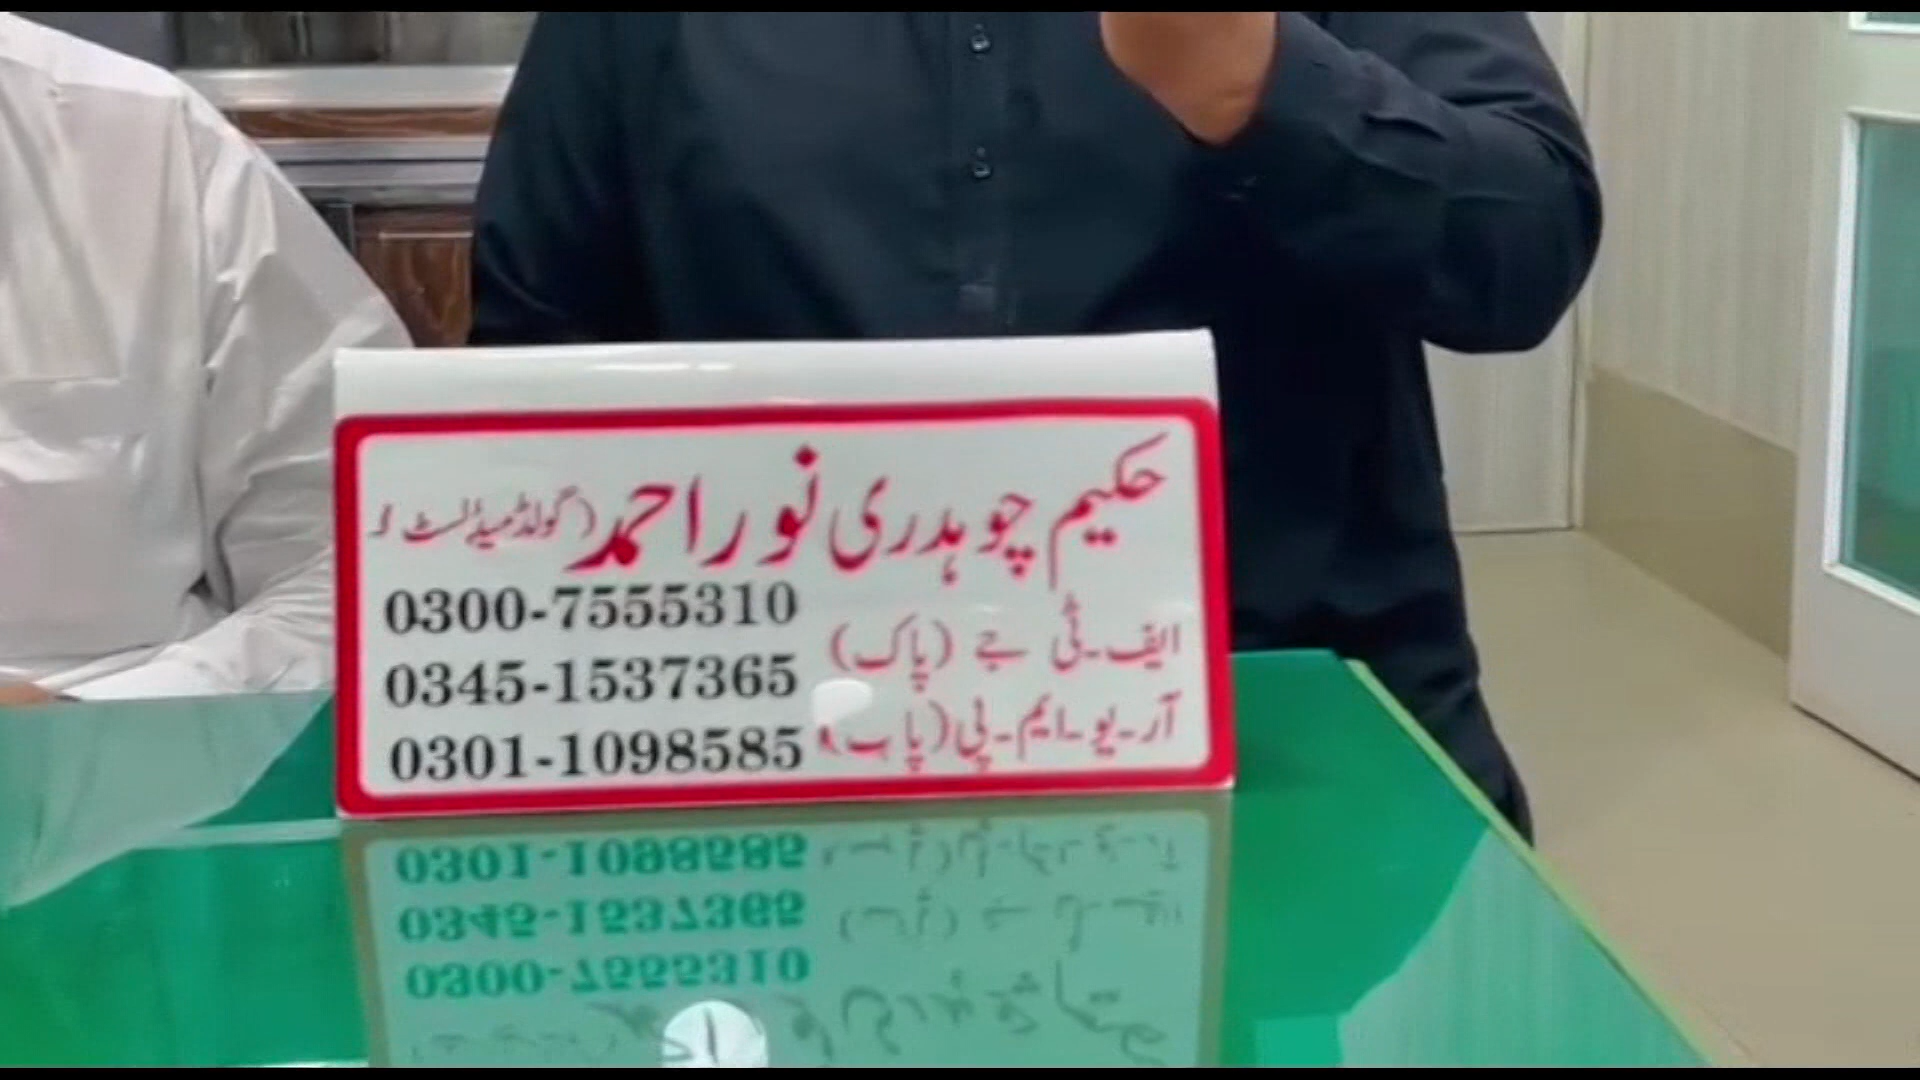 حکیم چوہدری نور احمد (گولڈ میڈلسٹ)
0300-7555310
ایف-ٹی جے (پاک)
0345-1537365
آر-یو-ایم-پی (پاب)
0301-1098585